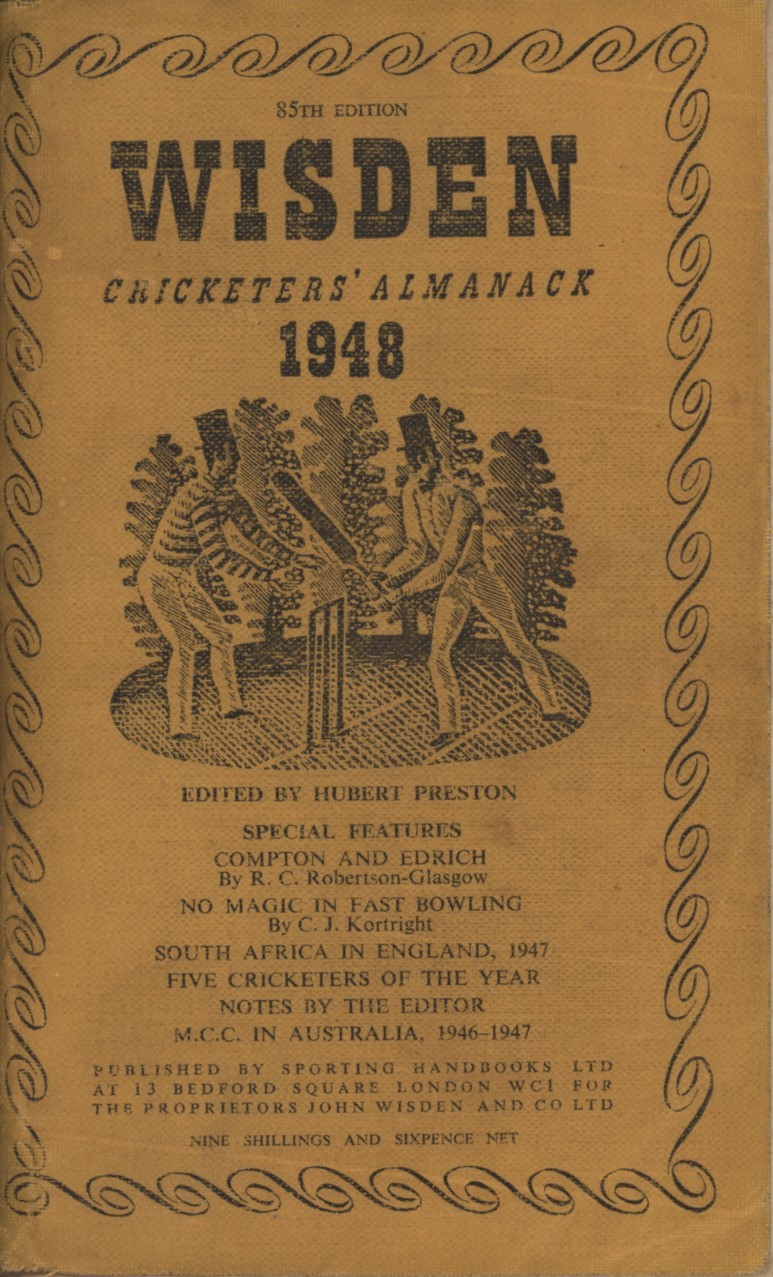 85TH EDITION
WISDEN
CRICKETERS' ALMANACK
1948
EDITED BY HUBERT PRESTON
SPECIAL FEATURES
COMPTON AND EDRICH
By R. C. Robertson-Glasgow
NO MAGIC IN FAST BOWLING
By C. J. Kortright
SOUTH AFRICA IN ENGLAND, 1947
FIVE CRICKETERS OF THE YEAR
NOTES BY THE EDITOR
M.C.C. IN AUSTRALIA, 1946-1947
PUBLISHED BY SPORTING HANDBOOKS LTD
AT 13 BEDFORD SQUARE LONDON WC1 FOR
THE PROPRIETORS JOHN WISDEN AND CO LTD
NINE SHILLINGS AND SIXPENCE NET